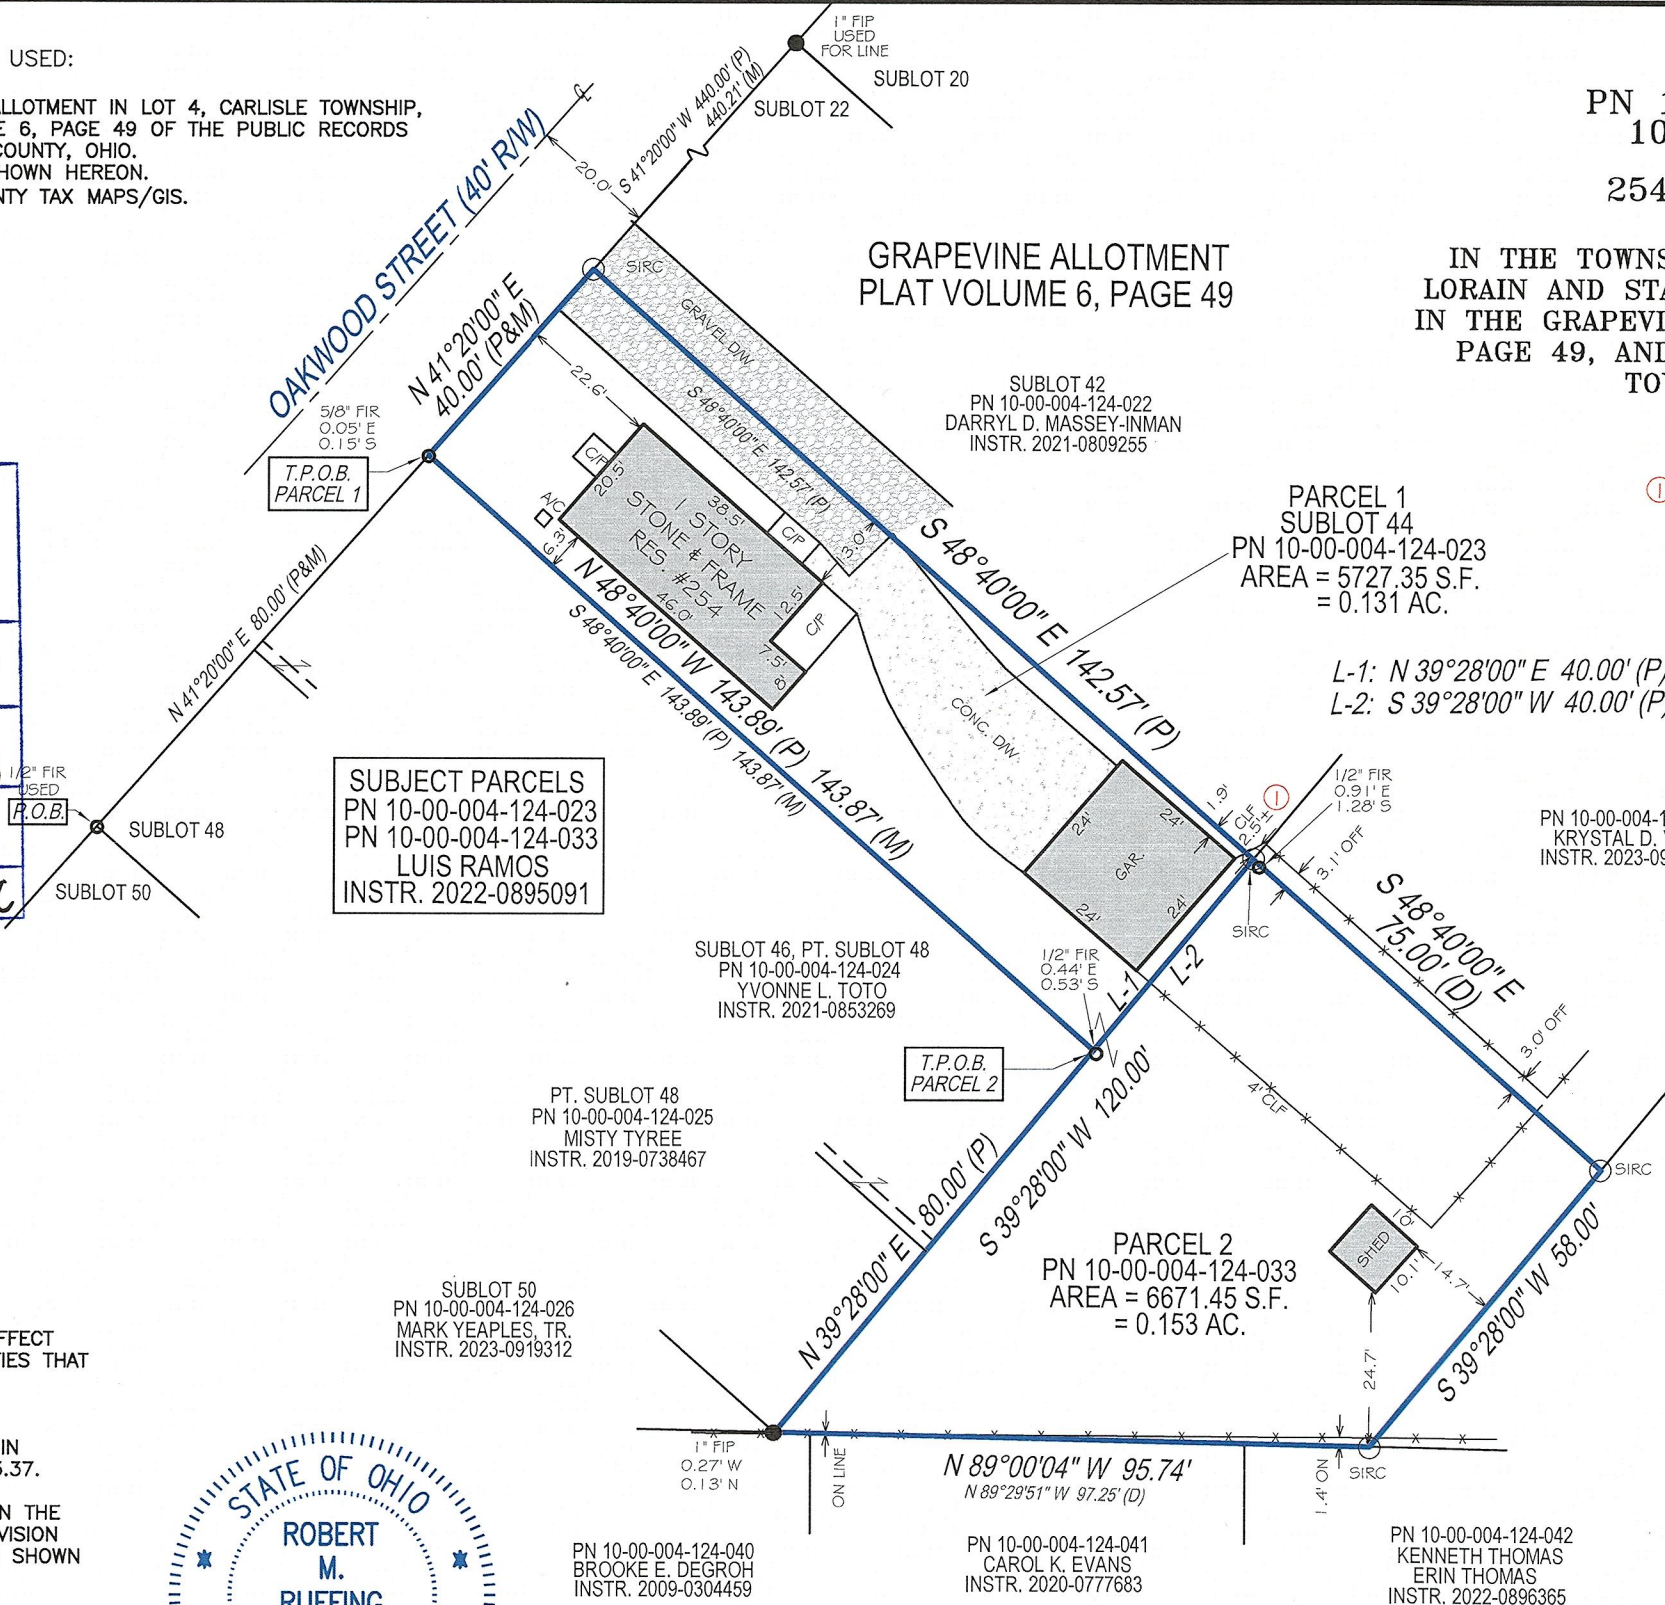 USED:
ALLOTMENT IN LOT 4, CARLISLE TOWNSHIP,
6, PAGE 49 OF THE PUBLIC RECORDS
COUNTY, OHIO.
SHOWN HEREON.
TAX MAPS/GIS.
1" FIP
USED
FOR LINE
SUBLOT 20
SUBLOT 22
S 41°20'00" W 440.00' (P)
440.21' (M)
20.0'
OAKWOOD STREET (40' R/W)
PN
10
254
IN THE
LORAIN AND
IN THE
PAGE 49, AND
GRAPEVINE ALLOTMENT
PLAT VOLUME 6, PAGE 49
SIRC
GRAVEL D/W
N 41°20'00" E
40.00' (P&M)
22.6'
S 48°40'00" E 142.57' (P)
5/8" FIR
0.05' E
0.15' S
T.P.O.B.
PARCEL 1
SUBLOT 42
PN 10-00-004-124-022
DARRYL D. MASSEY-INMAN
INSTR. 2021-0809255
C/P
20.5'
A/C
6.3'
38.5'
1 STORY
STONE & FRAME
RES. #254
46.0'
C/P
13.0'
12.5'
C/P
7.5'
8'
PARCEL 1
SUBLOT 44
PN 10-00-004-124-023
AREA = 5727.35 S.F.
= 0.131 AC.
1
S 48°40'00" E 142.57' (P)
L-1: N 39°28'00" E 40.00' (P)
L-2: S 39°28'00" W 40.00' (P)
N 41°20'00" E 80.00' (P&M)
N 48°40'00" W 143.89' (P) 143.87' (M)
S 48°40'00" E 143.89' (P) 143.87' (M)
CONC. D/W
1/2" FIR
USED
P.O.B.
SUBLOT 48
SUBLOT 50
SUBJECT PARCELS
PN 10-00-004-124-023
PN 10-00-004-124-033
LUIS RAMOS
INSTR. 2022-0895091
24'
24'
GAR.
24'
24'
1.9'
CLF
2.5'±
1
1/2" FIR
0.91' E
1.28' S
3.1' OFF
SIRC
PN 10-00-004-1
KRYSTAL D.
INSTR. 2023-09
S 48°40'00" E
75.00' (D)
3.0' OFF
SUBLOT 46, PT. SUBLOT 48
PN 10-00-004-124-024
YVONNE L. TOTO
INSTR. 2021-0853269
1/2" FIR
0.44' E
0.53' S
L-1
L-2
T.P.O.B.
PARCEL 2
4' CLF
PT. SUBLOT 48
PN 10-00-004-124-025
MISTY TYREE
INSTR. 2019-0738467
N 39°28'00" E 80.00' (P)
S 39°28'00" W 120.00'
SIRC
SHED
10'
10.1'
14.7'
24.7'
S 39°28'00" W 58.00'
PARCEL 2
PN 10-00-004-124-033
AREA = 6671.45 S.F.
= 0.153 AC.
SUBLOT 50
PN 10-00-004-124-026
MARK YEAPLES, TR.
INSTR. 2023-0919312
THAT
IN
5.37.
THE
SHOWN
1" FIP
0.27' W
0.13' N
ON LINE
N 89°00'04" W 95.74'
N 89°29'51" W 97.25' (D)
1.4' ON
SIRC
STATE OF OHIO
ROBERT
M.
RUFFING
PN 10-00-004-124-040
BROOKE E. DEGROH
INSTR. 2009-0304459
PN 10-00-004-124-041
CAROL K. EVANS
INSTR. 2020-0777683
PN 10-00-004-124-042
KENNETH THOMAS
ERIN THOMAS
INSTR. 2022-0896365